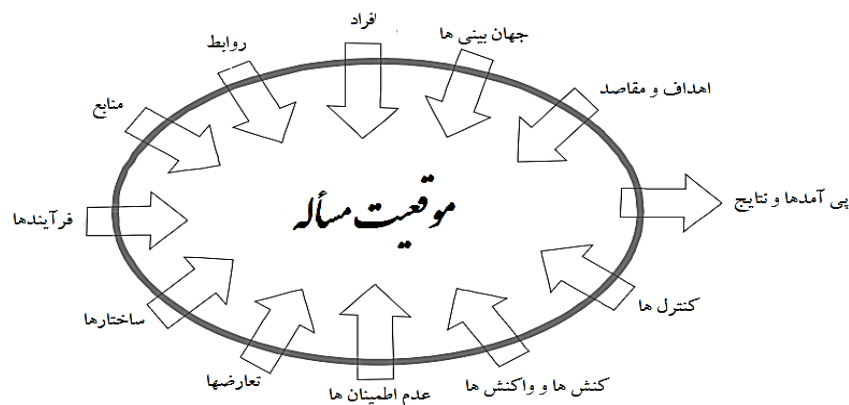 افراد
روابط
جهان بینی ها
اهداف و مقاصد
منابع
موقعیت مسأله
پی آمدها و نتایج
فرآیندها
کنترل ها
ساختارها
تعارضها
عدم اطمینان ها
کنش ها و واکنش ها